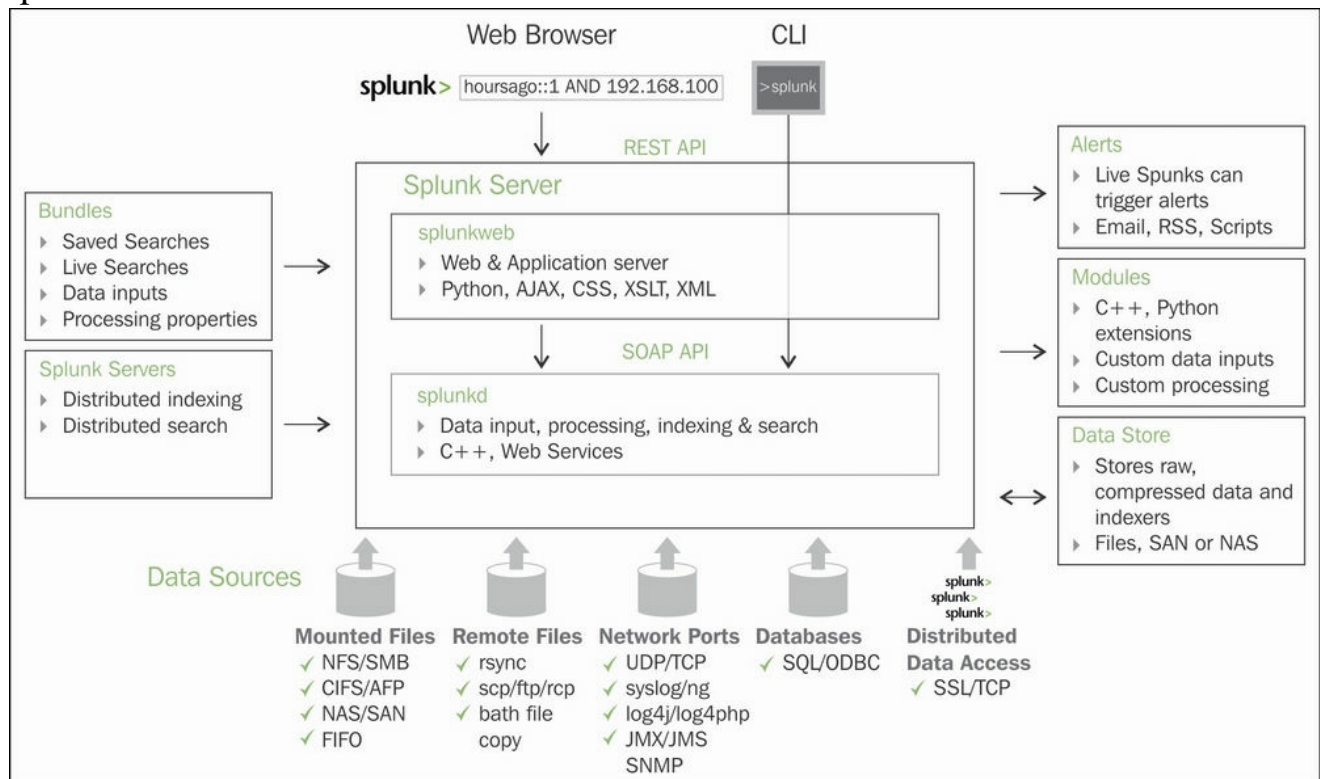 Web Browser
CLI
splunk> hoursago::1 AND 192.168.100
>splunk
REST API
Bundles
Saved Searches
Live Searches
Data inputs
Processing properties
Splunk Servers
Distributed indexing
Distributed search
Splunk Server
splunkweb
Web & Application server
Python, AJAX, CSS, XSLT, XML
SOAP API
splunkd
Data input, processing, indexing & search
C++, Web Services
Alerts
Live Spunks can
trigger alerts
Email, RSS, Scripts
Modules
C++, Python
extensions
Custom data inputs
Custom processing
Data Store
Stores raw,
compressed data and
indexers
Files, SAN or NAS
Data Sources
Mounted Files
NFS/SMB
CIFS/AFP
NAS/SAN
FIFO
Remote Files
rsync
scp/ftp/rcp
bath file
copy
Network Ports
UDP/TCP
syslog/ng
log4j/log4php
JMX/JMS
SNMP
Databases
SQL/ODBC
splunk>
splunk>
splunk>
Distributed
Data Access
SSL/TCP